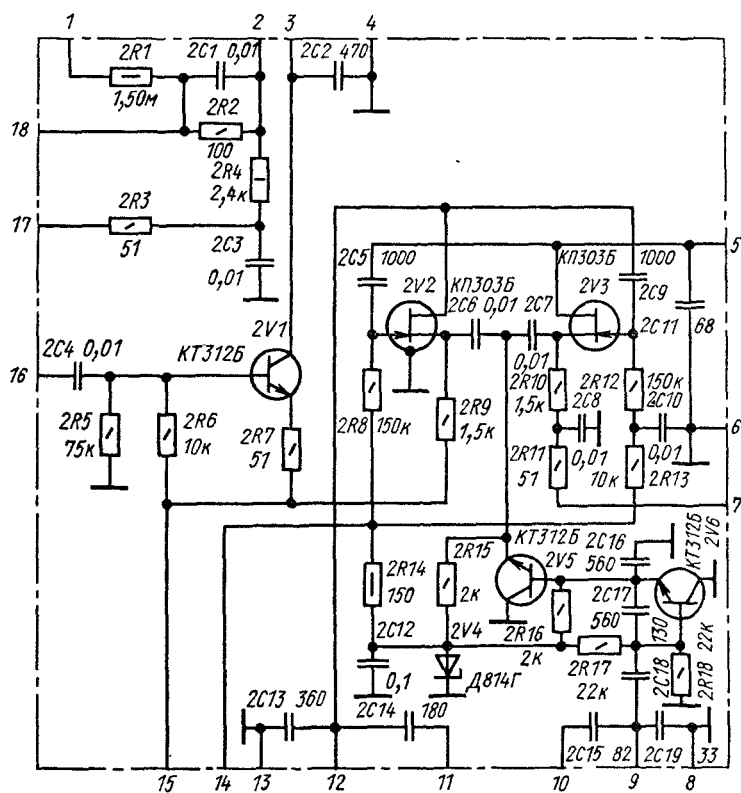 1 2 3 4
2R1
1,50м
2C1 0,01
2C2 470
18
2R2
100
2R4
2,4к
17
2R3
51
2C3
0,01
5
2C5 1000
КП303Б
2V2
2C6 0,01
2C7
0,01
КП303Б
2V3
1000
2C9
2C11
68
16
2C4 0,01
КТ312Б
2V1
2R5
75к
2R6
10к
2R7
51
2R8 150к
2R9
1,5к
2R10
1,5к
2C8
0,01
2R12
150к
2C10
0,01
6
2R11
51
10к
2R13
7
2R14
150
2R15
2к
КТ312Б
2V5
2C16
560
2C17
560
КТ312Б
2V6
2C12
0,1
2V4
Д814Г
2R16
2к
2R17
22к
130
2C18
22к
2R18
2C13 360
2C14 180
2C15 82
2C19 33
15 14 13 12 11 10 9 8